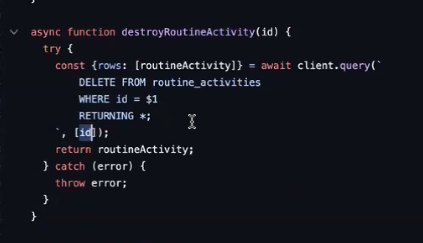 async function destroyRoutineActivity(id) {
try {
const {rows: [routineActivity]} = await client.query(`
DELETE FROM routine_activities
WHERE id = $1
RETURNING *;
`, [id]);
return routineActivity;
} catch (error) {
throw error;
}
}